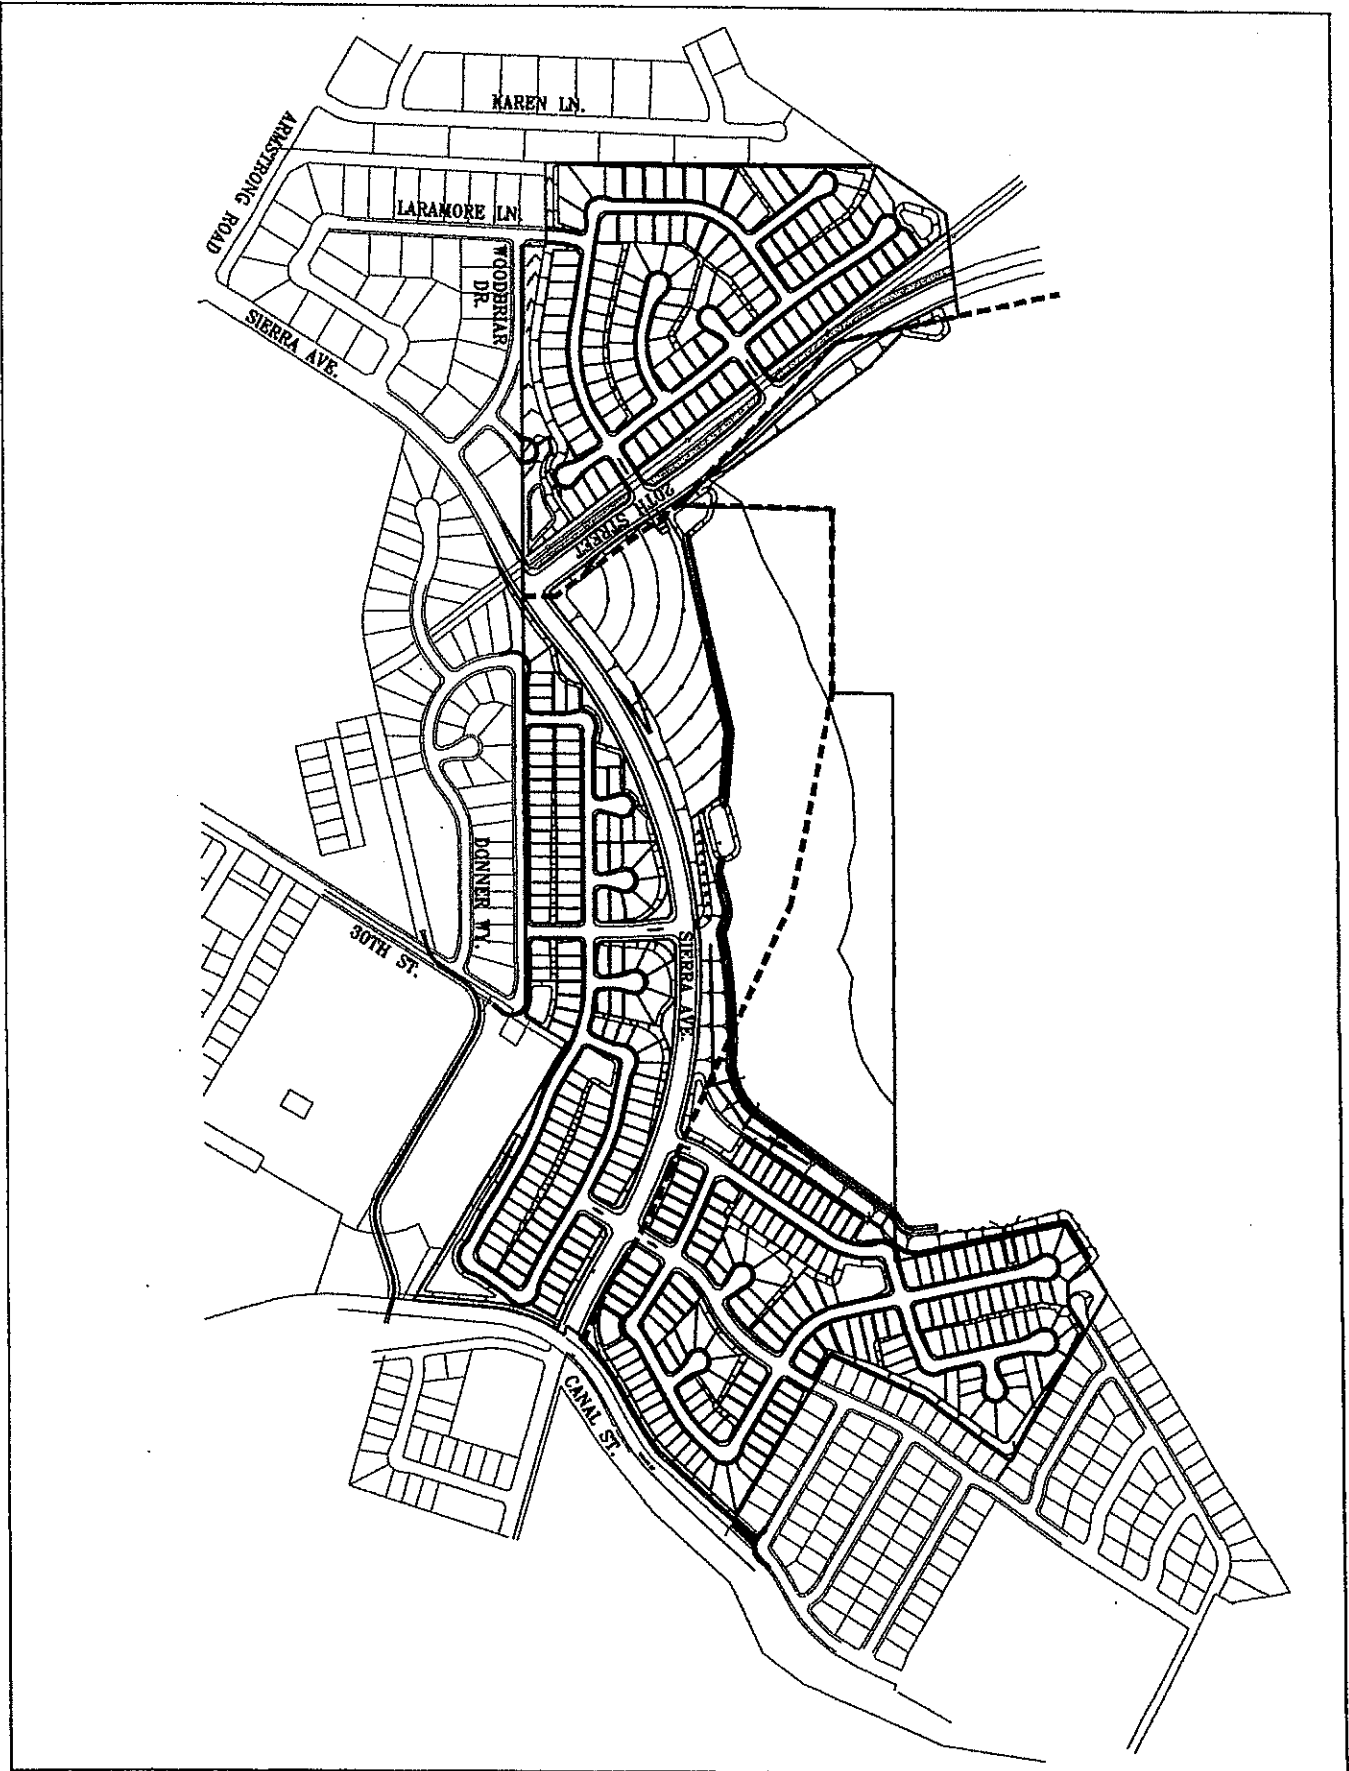 KAREN LN.
ARMSTRONG ROAD
LARAMORE LN.
WOODBRIAR
DR.
SIERRA AVE.
20TH STREET
DONNER WY.
30TH ST.
SIERRA AVE.
CANAL ST.